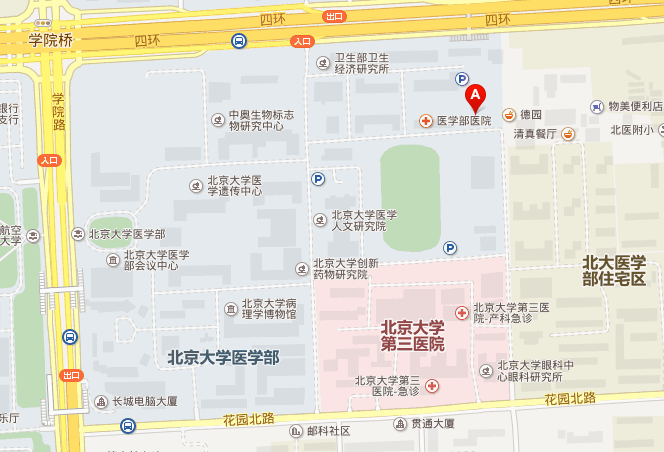 四环
出口
四环
四环
学院桥
四环
入口
卫生部卫生
经济研究所
P
A
银行
支行
学院路
中奥生物标志
物研究中心
医学部医院
德园
物美便利店
清真餐厅
北医附小
入口
北京大学医
学遗传中心
P
北京大学医学
人文研究院
航空
大学
北京大学医学部
北京大学医学
部会议中心
P
北京大学创新
药物研究院
北大医学
部住宅区
北京大学病
理学博物馆
北京大学第三医
院-产科急诊
北京大学
第三医院
北京大学医学部
北京大学眼科中
心眼科研究所
出口
北京大学第三
医院-急诊
长城电脑大厦
花园北路
花园北路
乐厅
邮科社区
贯通大厦